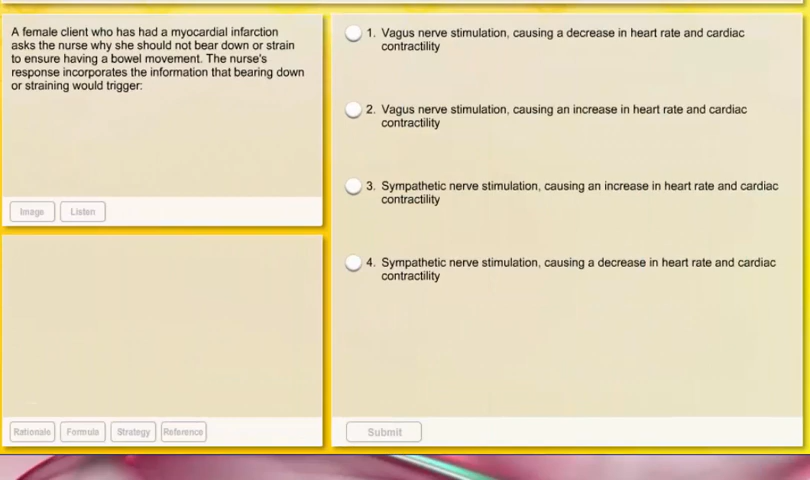 A female client who has had a myocardial infarction
asks the nurse why she should not bear down or strain
to ensure having a bowel movement. The nurse's
response incorporates the information that bearing down
or straining would trigger:
Image
Listen
Rationale
Formula
Strategy
Reference
1. Vagus nerve stimulation, causing a decrease in heart rate and cardiac
contractility
2. Vagus nerve stimulation, causing an increase in heart rate and cardiac
contractility
3. Sympathetic nerve stimulation, causing an increase in heart rate and cardiac
contractility
4. Sympathetic nerve stimulation, causing a decrease in heart rate and cardiac
contractility
Submit